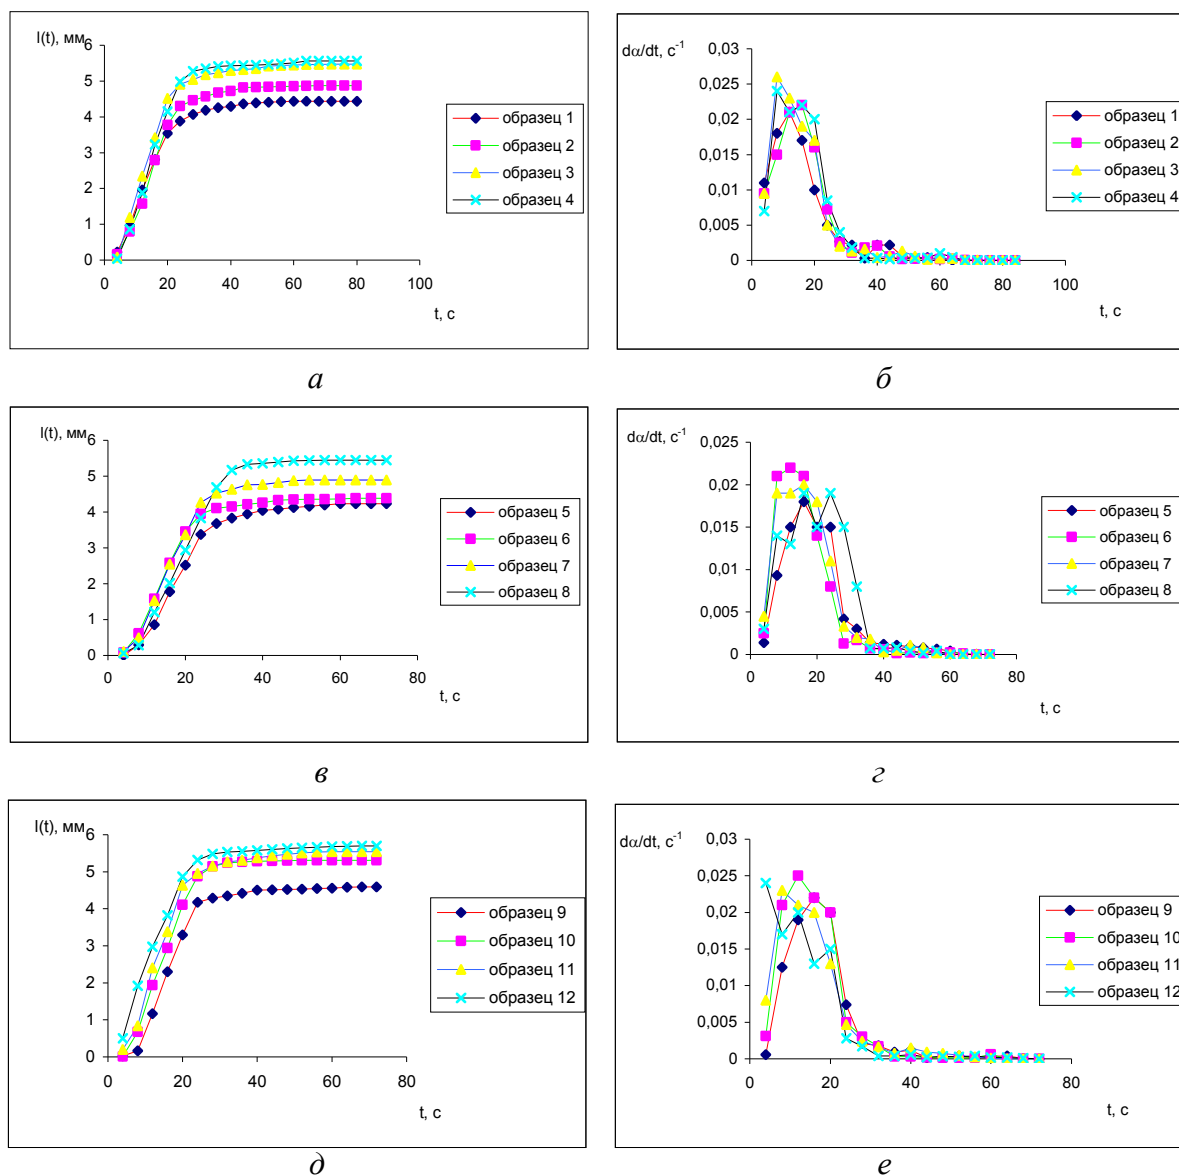 l(t), мм
6
5
4
3
2
1
0
0 20 40 60 80 100
t, с
образец 1
образец 2
образец 3
образец 4
dα/dt, с-1
0,03
0,025
0,02
0,015
0,01
0,005
0
0 20 40 60 80 100
t, с
образец 1
образец 2
образец 3
образец 4
а б
l(t), мм
6
5
4
3
2
1
0
0 20 40 60 80
t, с
образец 5
образец 6
образец 7
образец 8
dα/dt, с-1
0,025
0,02
0,015
0,01
0,005
0
0 20 40 60 80
t, с
образец 5
образец 6
образец 7
образец 8
в г
l(t), мм
6
5
4
3
2
1
0
0 20 40 60 80
t, с
образец 9
образец 10
образец 11
образец 12
dα/dt, с-1
0,03
0,025
0,02
0,015
0,01
0,005
0
0 20 40 60 80
t, с
образец 9
образец 10
образец 11
образец 12
д е